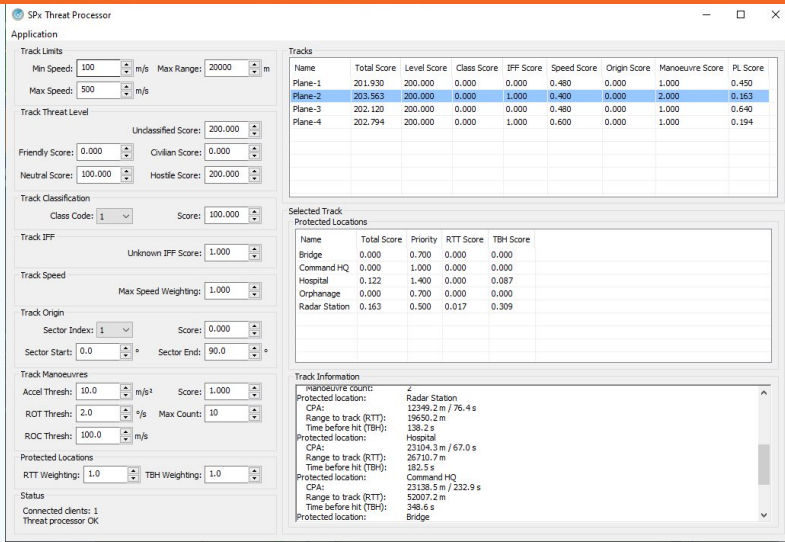 SPx Threat Processor
Application
Track Limits
Min Speed: 100 m/s Max Range: 20000 m
Max Speed: 500 m/s
Track Threat Level
Unclassified Score: 200.000
Friendly Score: 0.000 Civilian Score: 0.000
Neutral Score: 100.000 Hostile Score: 200.000
Track Classification
Class Code: 1 Score: 100.000
Track IFF
Unknown IFF Score: 1.000
Track Speed
Max Speed Weighting: 1.000
Track Origin
Sector Index: 1 Score: 0.000
Sector Start: 0.0 ° Sector End: 90.0 °
Track Manoeuvres
Accel Thresh: 10.0 m/s² Score: 1.000
ROT Thresh: 2.0 °/s Max Count: 10
ROC Thresh: 100.0 m/s
Protected Locations
RTT Weighting: 1.0 TBH Weighting: 1.0
Status
Connected clients: 1
Threat processor OK
Tracks
Name Total Score Level Score Class Score IFF Score Speed Score Origin Score Manoeuvre Score PL Score
Plane-1 201.930 200.000 0.000 0.000 0.480 0.000 1.000 0.450
Plane-2 203.563 200.000 0.000 1.000 0.400 0.000 2.000 0.163
Plane-3 202.120 200.000 0.000 0.000 0.480 0.000 1.000 0.640
Plane-4 202.794 200.000 0.000 1.000 0.600 0.000 1.000 0.194
Selected Track
Protected Locations
Name Total Score Priority RTT Score TBH Score
Bridge 0.000 0.700 0.000 0.000
Command HQ 0.000 1.000 0.000 0.000
Hospital 0.122 1.400 0.000 0.087
Orphanage 0.000 0.700 0.000 0.000
Radar Station 0.163 0.500 0.017 0.309
Track Information
Manoeuvre count: 2
Protected location: Radar Station
CPA: 12349.2 m / 76.4 s
Range to track (RTT): 19650.2 m
Time before hit (TBH): 138.2 s
Protected location: Hospital
CPA: 23104.3 m / 67.0 s
Range to track (RTT): 26710.7 m
Time before hit (TBH): 182.5 s
Protected location: Command HQ
CPA: 23138.5 m / 232.9 s
Range to track (RTT): 52007.2 m
Time before hit (TBH): 348.6 s
Protected location: Bridge